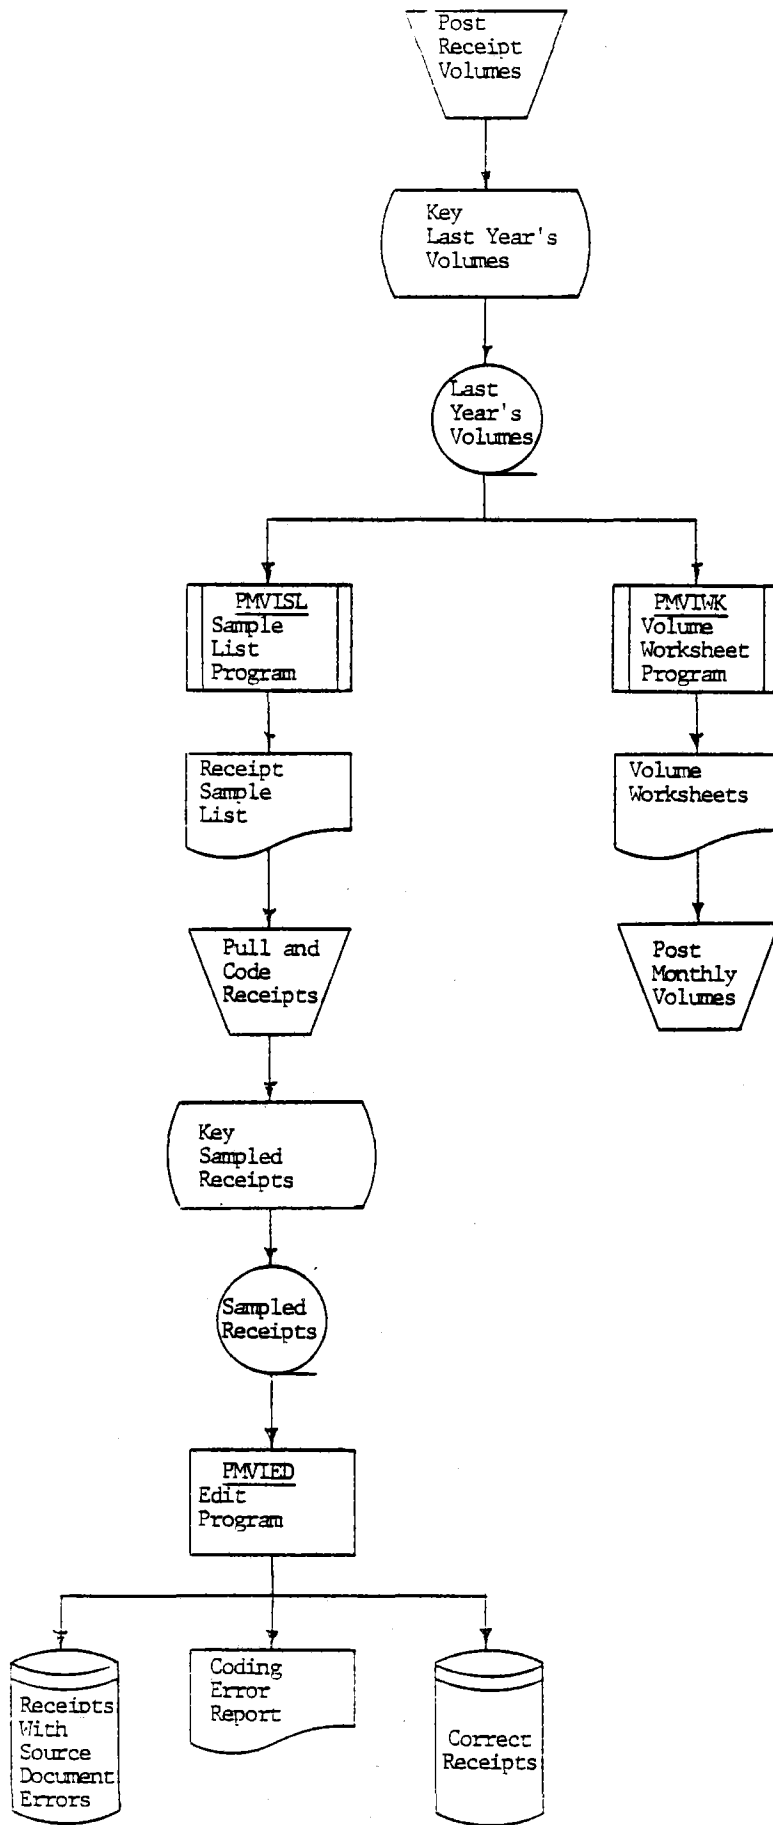 Post
Receipt
Volumes
Key
Last Year's
Volumes
Last
Year's
Volumes
PMVISL
Sample
List
Program
PMVIWK
Volume
Worksheet
Program
Receipt
Sample
List
Volume
Worksheets
Pull and
Code
Receipts
Post
Monthly
Volumes
Key
Sampled
Receipts
Sampled
Receipts
PMVIED
Edit
Program
Receipts
With
Source
Document
Errors
Coding
Error
Report
Correct
Receipts